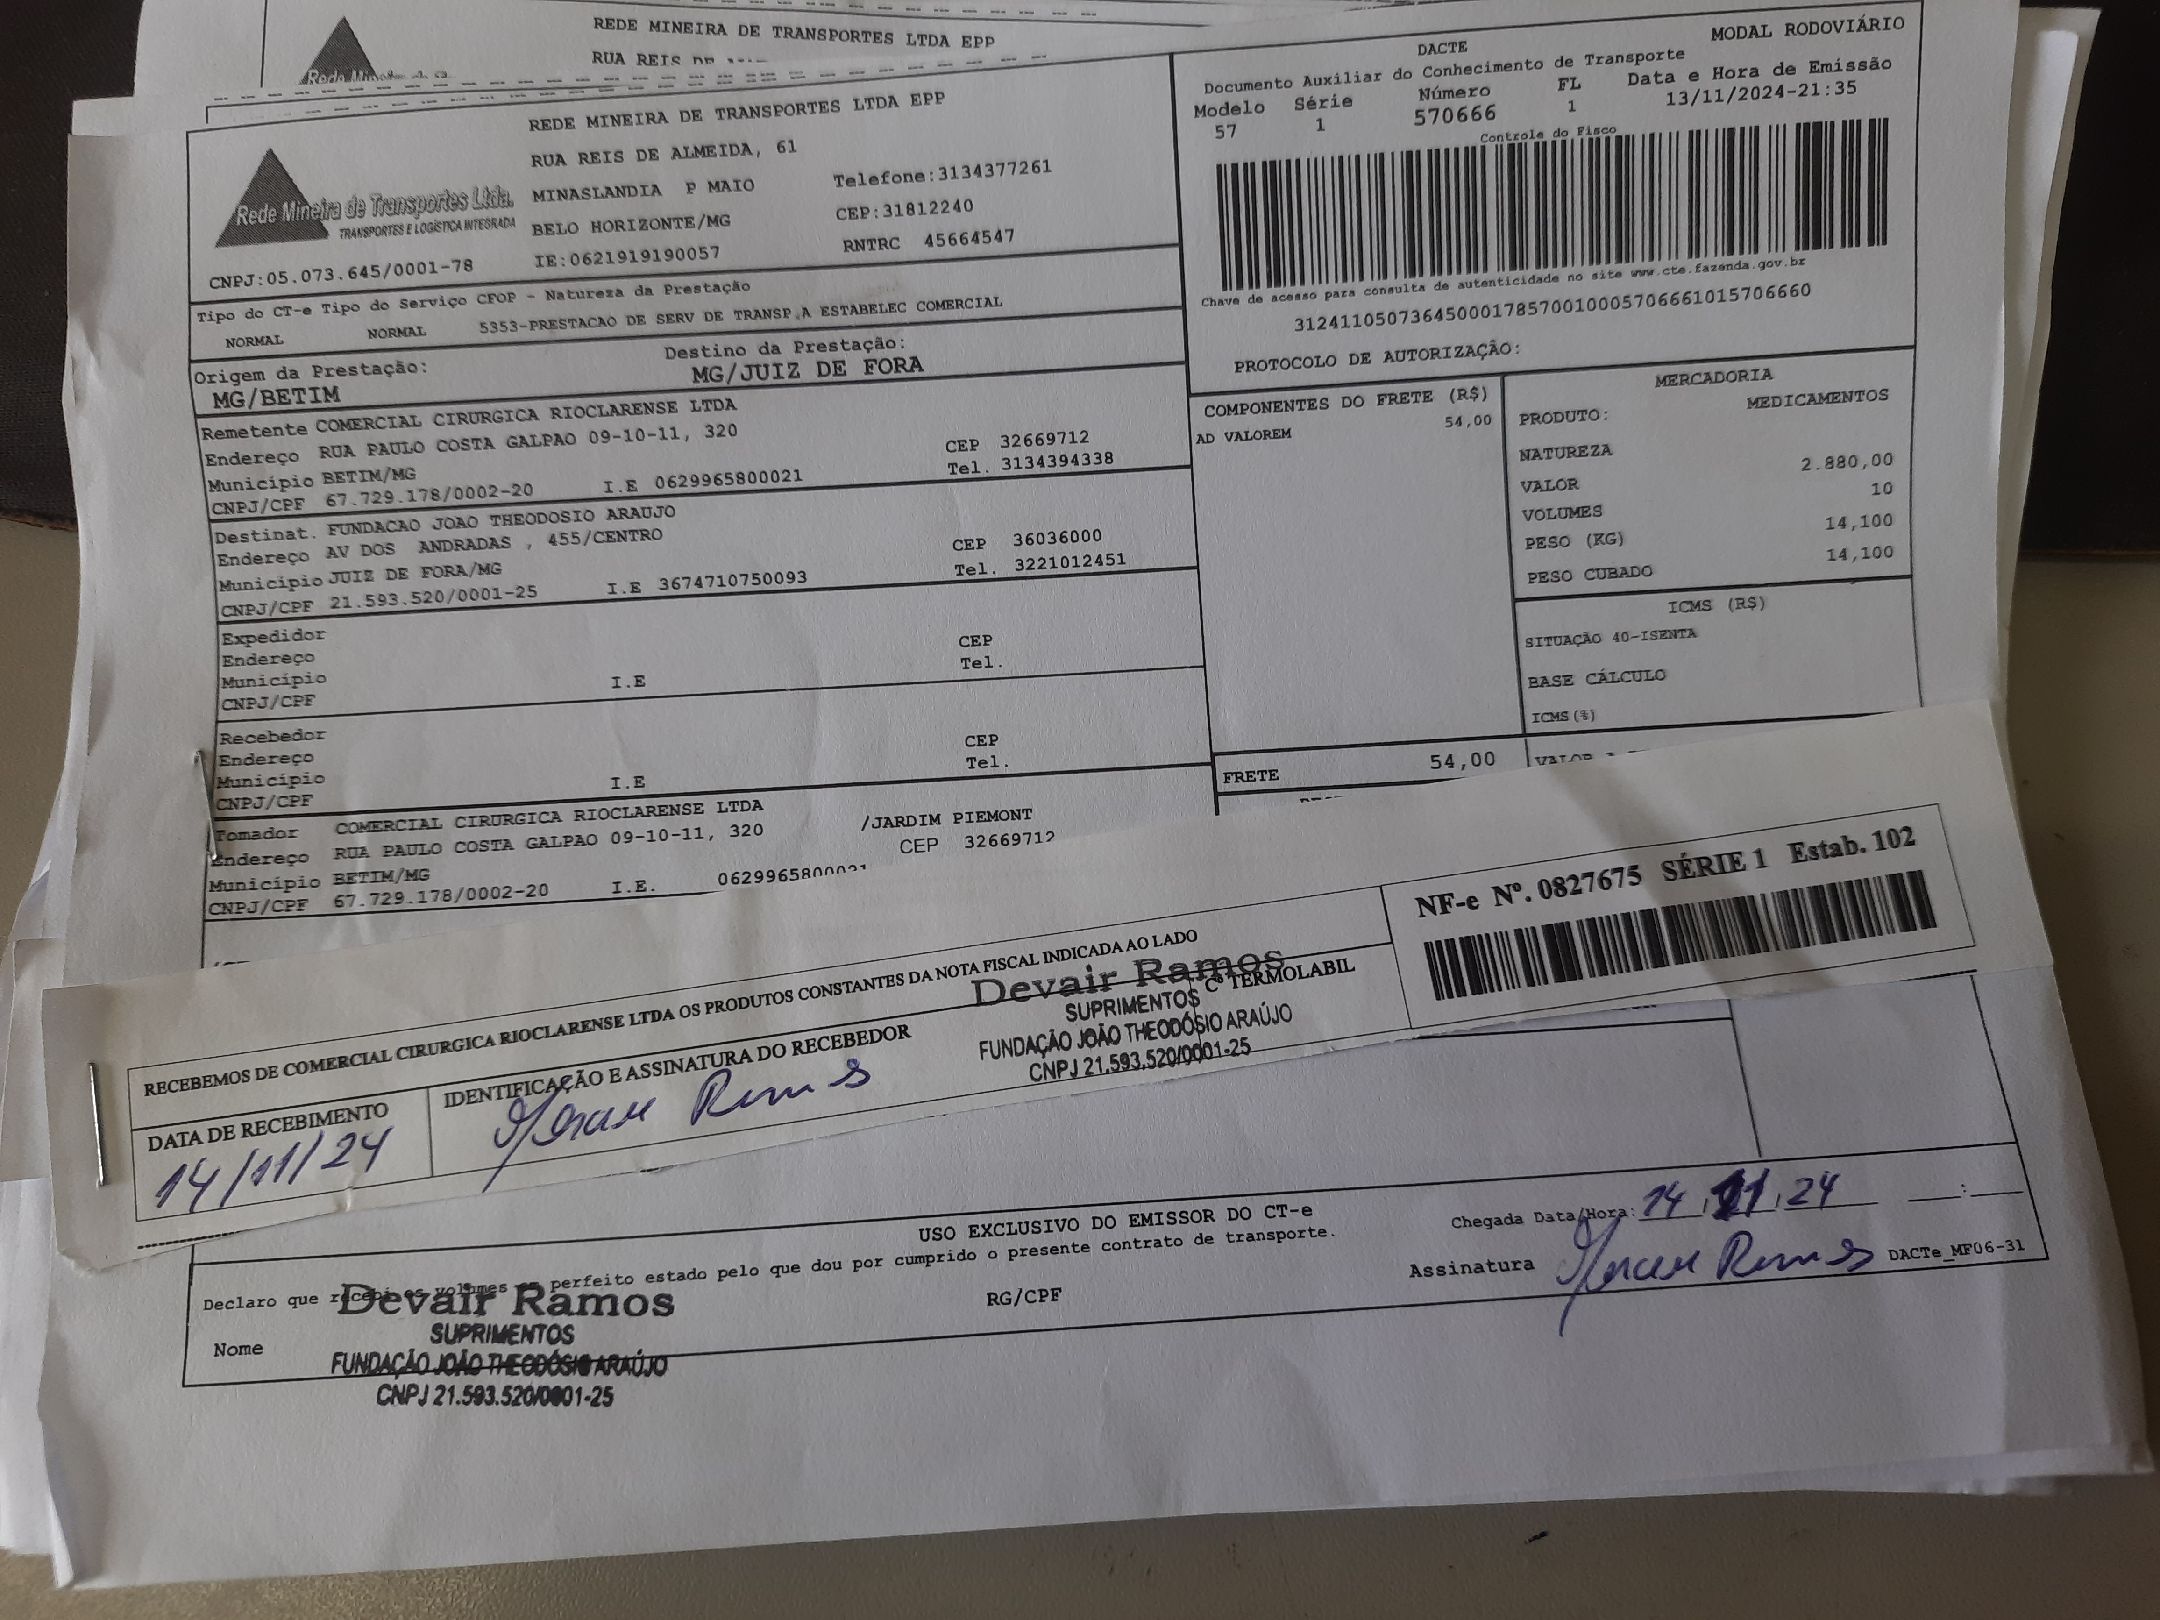 REDE MINEIRA DE TRANSPORTES LTDA EPP
RUA REIS DE
REDE MINEIRA DE TRANSPORTES LTDA EPP
RUA REIS DE ALMEIDA, 61
MINASLANDIA P MAIO Telefone:3134377261
BELO HORIZONTE/MG CEP:31812240
IE:0621919190057 RNTRC 45664547
Rede Mineira de Transportes Ltda.
TRANSPORTES E LOGÍSTICA INTEGRADA
CNPJ:05.073.645/0001-78
DACTE MODAL RODOVIÁRIO
Documento Auxiliar do Conhecimento de Transporte
Modelo Série Número FL Data e Hora de Emissão
57 1 570666 1 13/11/2024-21:35
Controle do Fisco
Chave de acesso para consulta de autenticidade no site www.cte.fazenda.gov.br
31241105073645000178570010005706661015706660
PROTOCOLO DE AUTORIZAÇÃO:
Tipo do CT-e Tipo do Serviço CFOP - Natureza da Prestação
NORMAL NORMAL 5353-PRESTACAO DE SERV DE TRANSP.A ESTABELEC COMERCIAL
Origem da Prestação: Destino da Prestação:
MG/BETIM MG/JUIZ DE FORA
Remetente COMERCIAL CIRURGICA RIOCLARENSE LTDA
Endereço RUA PAULO COSTA GALPAO 09-10-11, 320 CEP 32669712
Município BETIM/MG Tel. 3134394338
CNPJ/CPF 67.729.178/0002-20 I.E 0629965800021
Destinat. FUNDACAO JOAO THEODOSIO ARAUJO
Endereço AV DOS ANDRADAS , 455/CENTRO CEP 36036000
Município JUIZ DE FORA/MG Tel. 3221012451
CNPJ/CPF 21.593.520/0001-25 I.E 3674710750093
Expedidor
Endereço CEP
Município Tel.
CNPJ/CPF I.E
Recebedor
Endereço CEP
Município Tel.
CNPJ/CPF I.E
Tomador COMERCIAL CIRURGICA RIOCLARENSE LTDA
Endereço RUA PAULO COSTA GALPAO 09-10-11, 320 /JARDIM PIEMONT
Município BETIM/MG CEP 32669712
CNPJ/CPF 67.729.178/0002-20 I.E. 0629965800021
COMPONENTES DO FRETE (R$)
AD VALOREM 54,00
FRETE 54,00
MERCADORIA
PRODUTO: MEDICAMENTOS
NATUREZA
VALOR 2.880,00
VOLUMES 10
PESO (KG) 14,100
PESO CUBADO 14,100
ICMS (R$)
SITUAÇÃO 40-ISENTA
BASE CÁLCULO
ICMS(%)
VALOR
RECEBEMOS DE COMERCIAL CIRURGICA RIOCLARENSE LTDA OS PRODUTOS CONSTANTES DA NOTA FISCAL INDICADA AO LADO
DATA DE RECEBIMENTO
14/11/24
IDENTIFICAÇÃO E ASSINATURA DO RECEBEDOR
Ramos
C³ TERMOLABIL
Devair Ramos
SUPRIMENTOS
FUNDAÇÃO JOÃO THEODÓSIO ARAÚJO
CNPJ 21.593.520/0001-25
NF-e Nº. 0827675 SÉRIE 1 Estab. 102
USO EXCLUSIVO DO EMISSOR DO CT-e
Declaro que recebi os volumes em perfeito estado pelo que dou por cumprido o presente contrato de transporte.
Chegada Data/Hora: 14 , 11 , 24 :
Nome RG/CPF Assinatura Ramos DACTe_MF06-31
Devair Ramos
SUPRIMENTOS
FUNDAÇÃO JOÃO THEODÓSIO ARAÚJO
CNPJ 21.593.520/0001-25